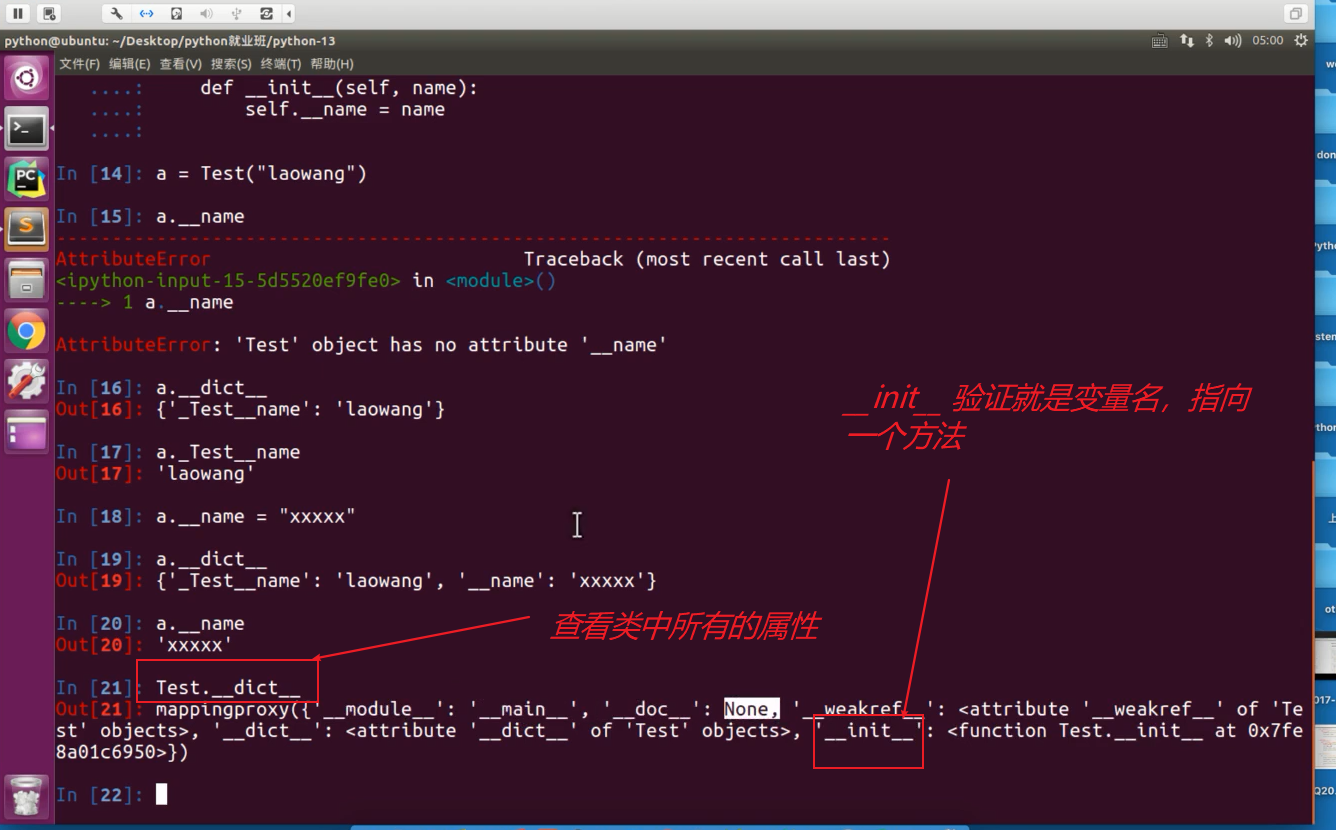 python@ubuntu: ~/Desktop/python就业班/python-13
05:00
文件(F) 编辑(E) 查看(V) 搜索(S) 终端(T) 帮助(H)
....:     def __init__(self, name):
....:         self.__name = name
....:
In [14]: a = Test("laowang")
In [15]: a.__name
---------------------------------------------------------------------------
AttributeError                            Traceback (most recent call last)
<ipython-input-15-5d5520ef9fe0> in <module>()
----> 1 a.__name
AttributeError: 'Test' object has no attribute '__name'
In [16]: a.__dict__
Out[16]: {'_Test__name': 'laowang'}
__init__ 验证就是变量名，指向
一个方法
In [17]: a._Test__name
Out[17]: 'laowang'
In [18]: a.__name = "xxxxx"
In [19]: a.__dict__
Out[19]: {'_Test__name': 'laowang', '__name': 'xxxxx'}
In [20]: a.__name
查看类中所有的属性
Out[20]: 'xxxxx'
In [21]: Test.__dict__
Out[21]: mappingproxy({'__module__': '__main__', '__doc__': None, '__weakref__': <attribute '__weakref__' of 'Te
st' objects>, '__dict__': <attribute '__dict__' of 'Test' objects>, '__init__': <function Test.__init__ at 0x7fe
8a01c6950>})
In [22]: